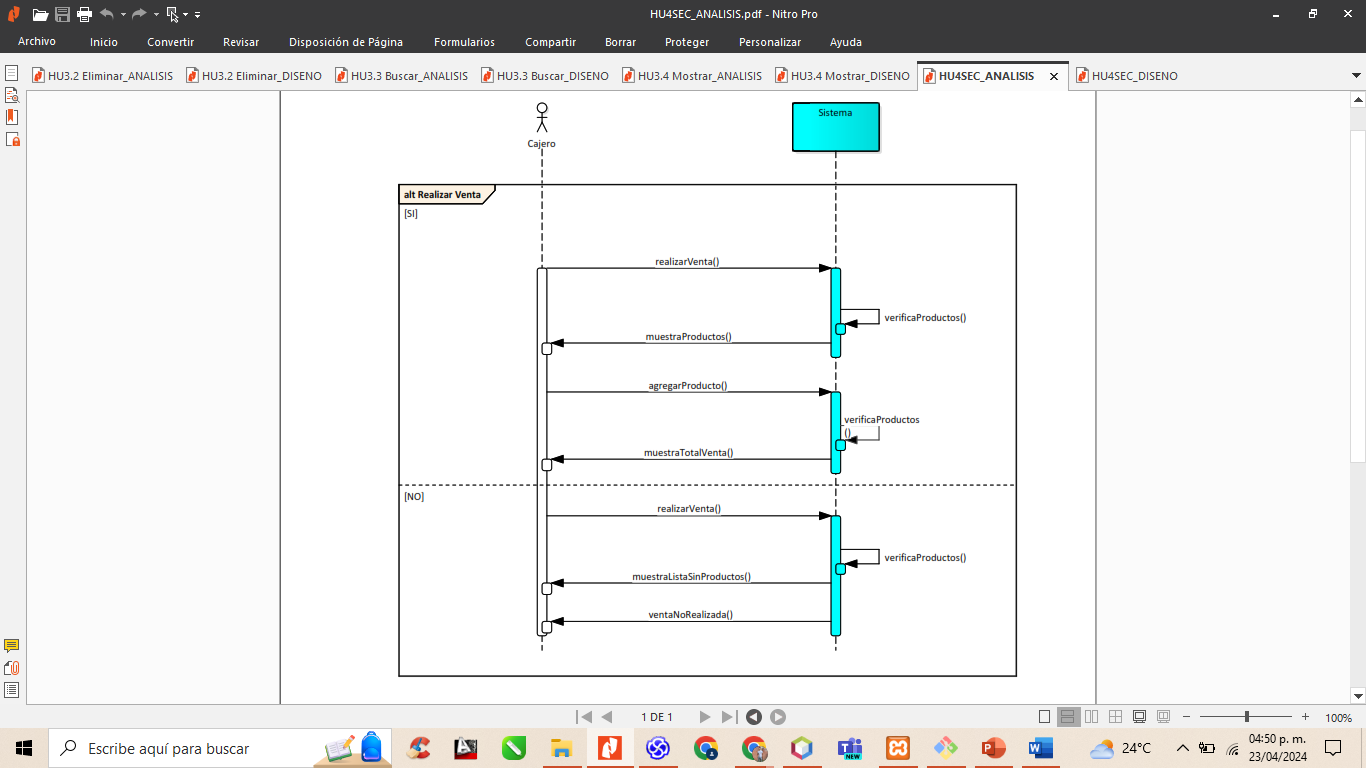 HU4SEC_ANALISIS.pdf - Nitro Pro
Archivo Inicio Convertir Revisar Disposición de Página Formularios Compartir Borrar Proteger Personalizar Ayuda
HU3.2 Eliminar_ANALISIS HU3.2 Eliminar_DISENO HU3.3 Buscar_ANALISIS HU3.3 Buscar_DISENO HU3.4 Mostrar_ANALISIS HU3.4 Mostrar_DISENO HU4SEC_ANALISIS HU4SEC_DISENO
Sistema
Cajero
alt Realizar Venta
[SI]
realizarVenta()
verificaProductos()
muestraProductos()
agregarProducto()
verificaProductos
()
muestraTotalVenta()
[NO]
realizarVenta()
verificaProductos()
muestraListaSinProductos()
ventaNoRealizada()
1 DE 1
100%
Escribe aquí para buscar
NEW
24°C
04:50 p. m.
23/04/2024